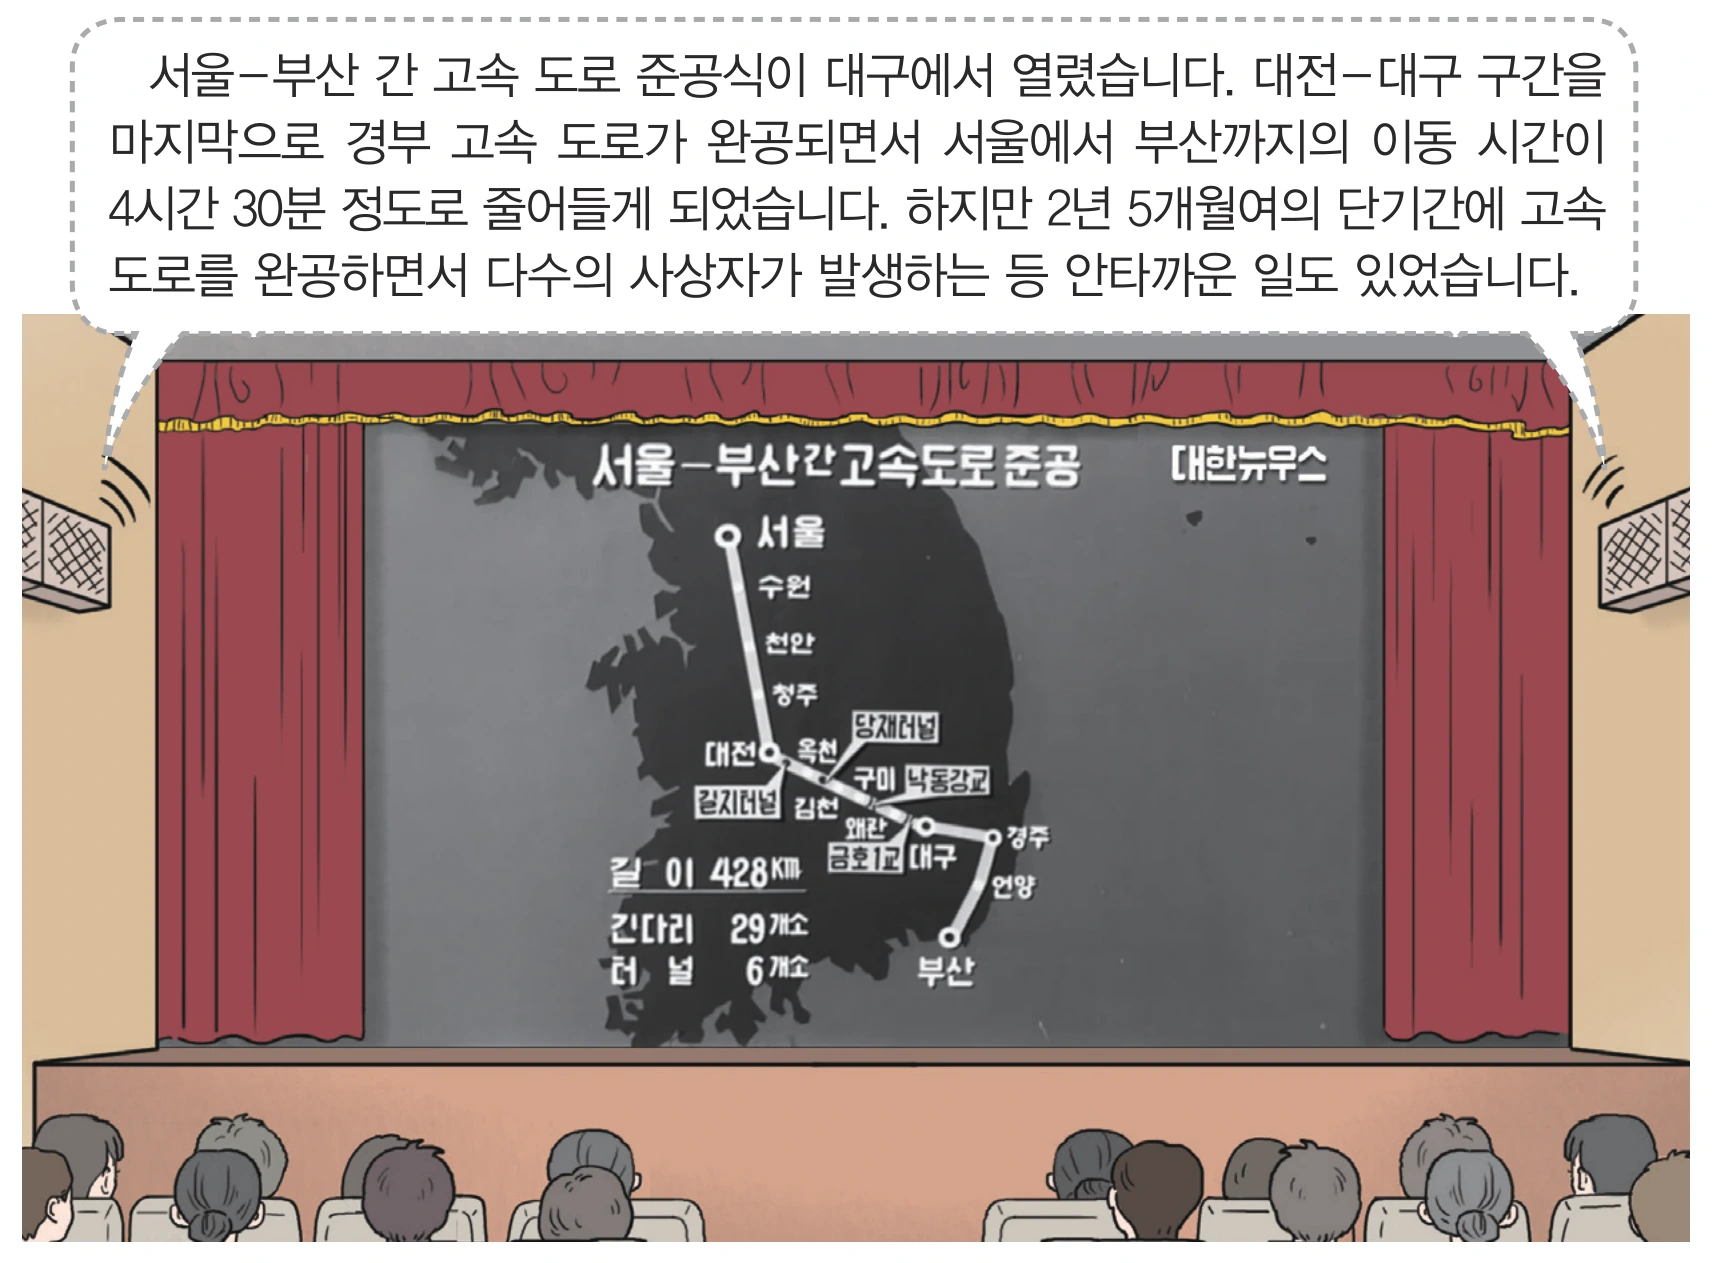 서울-부산 간 고속 도로 준공식이 대구에서 열렸습니다. 대전-대구 구간을
마지막으로 경부 고속 도로가 완공되면서 서울에서 부산까지의 이동 시간이
4시간 30분 정도로 줄어들게 되었습니다. 하지만 2년 5개월여의 단기간에 고속
도로를 완공하면서 다수의 사상자가 발생하는 등 안타까운 일도 있었습니다.
서울-부산간고속도로준공 대한뉴우스
서울
수원
천안
청주
당재터널
대전 옥천
구미 낙동강교
길치터널 김천
왜관
경주
금호1교 대구
길이 428Km
언양
긴다리 29개소
터널 6개소
부산